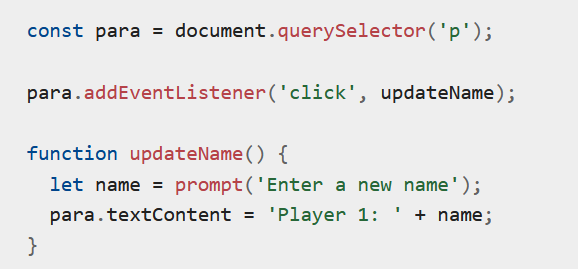 const para = document.querySelector('p');
para.addEventListener('click', updateName);
function updateName() {
let name = prompt('Enter a new name');
para.textContent = 'Player 1: ' + name;
}